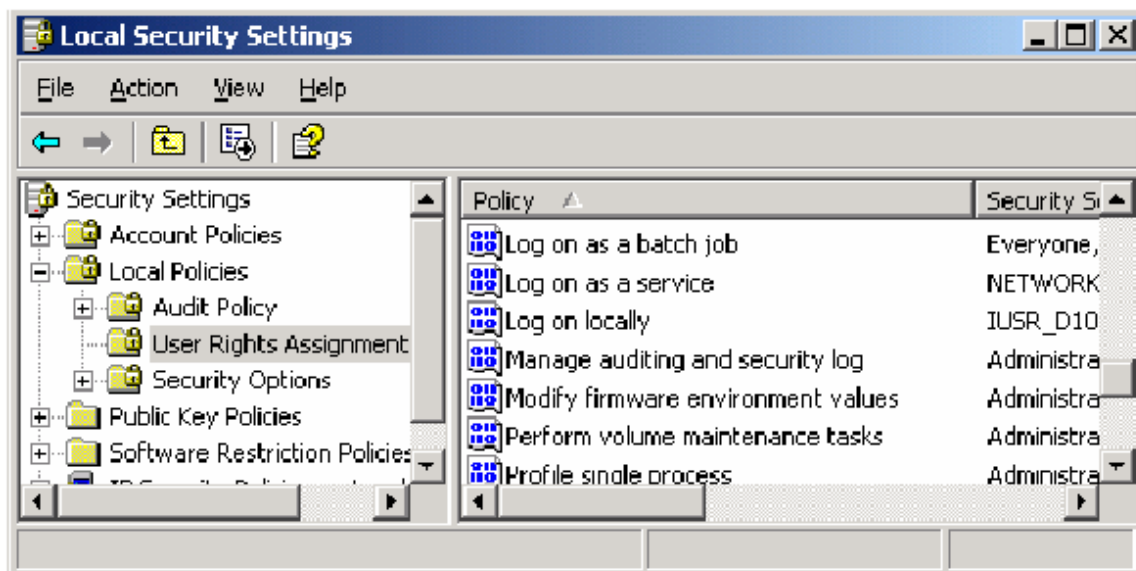 Local Security Settings
File Action View Help
Security Settings
Account Policies
Local Policies
Audit Policy
User Rights Assignment
Security Options
Public Key Policies
Software Restriction Policies
Policy Security S
Log on as a batch job Everyone,
Log on as a service NETWORK
Log on locally IUSR_D10
Manage auditing and security log Administra
Modify firmware environment values Administra
Perform volume maintenance tasks Administra
Profile single process Administra